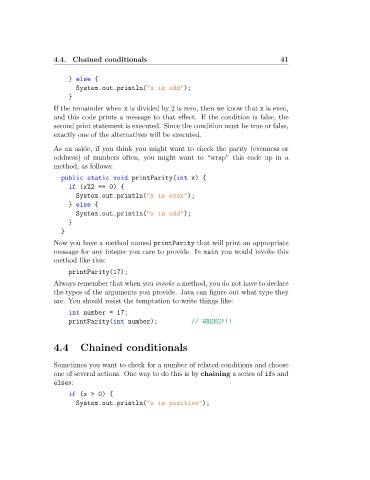 4.4. Chained conditionals 41
} else {
System.out.println("x is odd");
}
If the remainder when x is divided by 2 is zero, then we know that x is even,
and this code prints a message to that effect. If the condition is false, the
second print statement is executed. Since the condition must be true or false,
exactly one of the alternatives will be executed.
As an aside, if you think you might want to check the parity (evenness or
oddness) of numbers often, you might want to “wrap” this code up in a
method, as follows:
public static void printParity(int x) {
if (x%2 == 0) {
System.out.println("x is even");
} else {
System.out.println("x is odd");
}
}
Now you have a method named printParity that will print an appropriate
message for any integer you care to provide. In main you would invoke this
method like this:
printParity(17);
Always remember that when you invoke a method, you do not have to declare
the types of the arguments you provide. Java can figure out what type they
are. You should resist the temptation to write things like:
int number = 17;
printParity(int number); // WRONG!!!
4.4 Chained conditionals
Sometimes you want to check for a number of related conditions and choose
one of several actions. One way to do this is by chaining a series of ifs and
elses:
if (x > 0) {
System.out.println("x is positive");